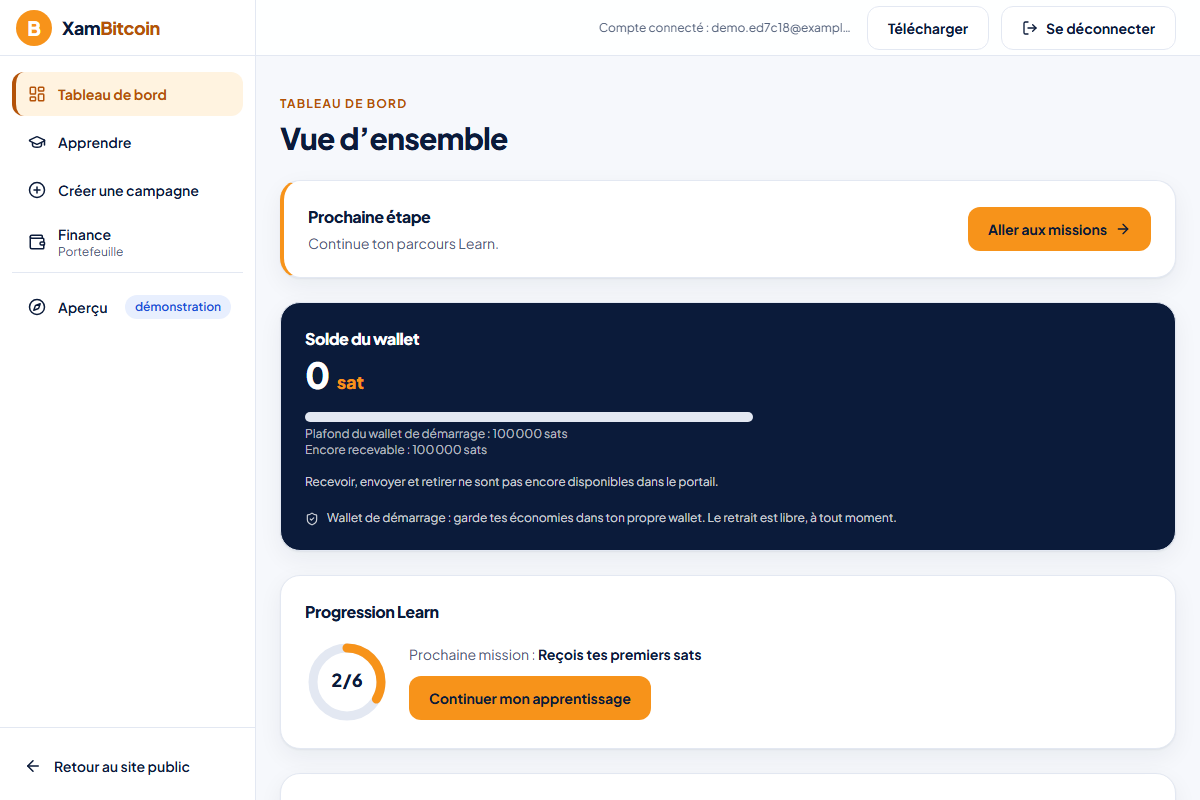 B XamBitcoin
Compte connecté : demo.ed7c18@exampl…
Télécharger
Se déconnecter
Tableau de bord
Apprendre
Créer une campagne
Finance
Portefeuille
Aperçu démonstration
Retour au site public
TABLEAU DE BORD
Vue d’ensemble
Prochaine étape
Continue ton parcours Learn.
Aller aux missions
Solde du wallet
0 sat
Plafond du wallet de démarrage : 100 000 sats
Encore recevable : 100 000 sats
Recevoir, envoyer et retirer ne sont pas encore disponibles dans le portail.
Wallet de démarrage : garde tes économies dans ton propre wallet. Le retrait est libre, à tout moment.
Progression Learn
2/6
Prochaine mission : Reçois tes premiers sats
Continuer mon apprentissage